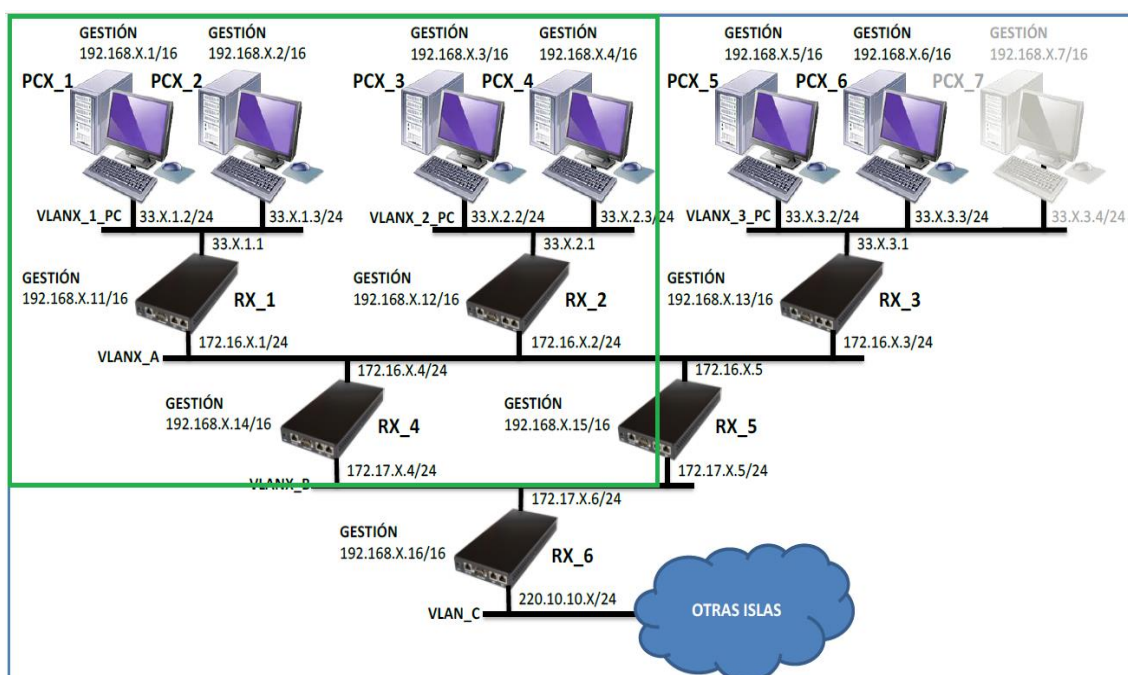 GESTIÓN
192.168.X.1/16
GESTIÓN
192.168.X.2/16
GESTIÓN
192.168.X.3/16
GESTIÓN
192.168.X.4/16
GESTIÓN
192.168.X.5/16
GESTIÓN
192.168.X.6/16
GESTIÓN
192.168.X.7/16
PCX_1
PCX_2
PCX_3
PCX_4
PCX_5
PCX_6
PCX_7
VLANX_1_PC
33.X.1.2/24
33.X.1.3/24
VLANX_2_PC
33.X.2.2/24
33.X.2.3/24
VLANX_3_PC
33.X.3.2/24
33.X.3.3/24
33.X.3.4/24
33.X.1.1
33.X.2.1
33.X.3.1
GESTIÓN
192.168.X.11/16
RX_1
GESTIÓN
192.168.X.12/16
RX_2
GESTIÓN
192.168.X.13/16
RX_3
172.16.X.1/24
172.16.X.2/24
172.16.X.3/24
VLANX_A
172.16.X.4/24
172.16.X.5
GESTIÓN
192.168.X.14/16
RX_4
GESTIÓN
192.168.X.15/16
RX_5
172.17.X.4/24
172.17.X.5/24
VLANX_B
172.17.X.6/24
GESTIÓN
192.168.X.16/16
RX_6
220.10.10.X/24
VLAN_C
OTRAS ISLAS